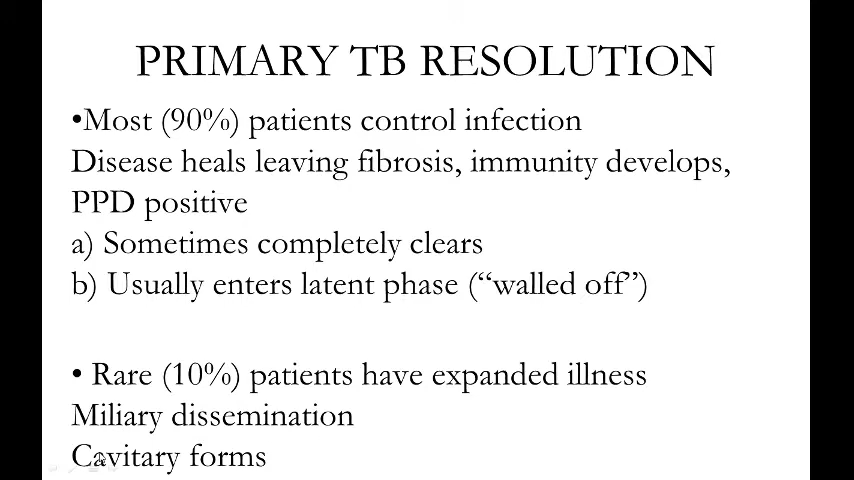 PRIMARY TB RESOLUTION
•Most (90%) patients control infection
Disease heals leaving fibrosis, immunity develops,
PPD positive
a) Sometimes completely clears
b) Usually enters latent phase (“walled off”)
• Rare (10%) patients have expanded illness
Miliary dissemination
Cavitary forms